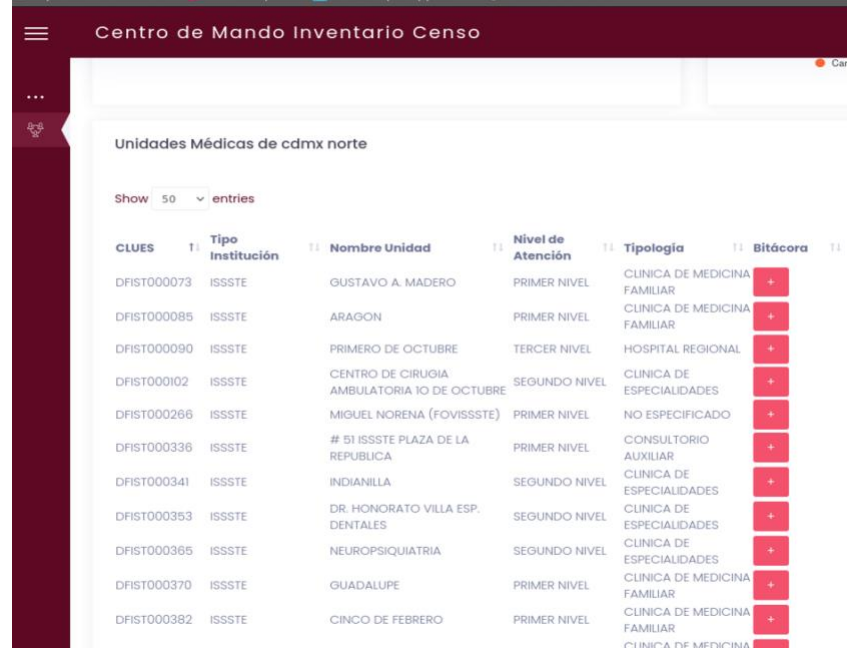 Centro de Mando Inventario Censo
Car
Unidades Médicas de cdmx norte
Show 50 entries
CLUES Tipo Institución Nombre Unidad Nivel de Atención Tipología Bitácora
DFIST000073 ISSSTE GUSTAVO A. MADERO PRIMER NIVEL CLINICA DE MEDICINA FAMILIAR +
DFIST000085 ISSSTE ARAGON PRIMER NIVEL CLINICA DE MEDICINA FAMILIAR +
DFIST000090 ISSSTE PRIMERO DE OCTUBRE TERCER NIVEL HOSPITAL REGIONAL +
DFIST000102 ISSSTE CENTRO DE CIRUGIA AMBULATORIA 1O DE OCTUBRE SEGUNDO NIVEL CLINICA DE ESPECIALIDADES +
DFIST000266 ISSSTE MIGUEL NORENA (FOVISSSTE) PRIMER NIVEL NO ESPECIFICADO +
DFIST000336 ISSSTE # 51 ISSSTE PLAZA DE LA REPUBLICA PRIMER NIVEL CONSULTORIO AUXILIAR +
DFIST000341 ISSSTE INDIANILLA SEGUNDO NIVEL CLINICA DE ESPECIALIDADES +
DFIST000353 ISSSTE DR. HONORATO VILLA ESP. DENTALES SEGUNDO NIVEL CLINICA DE ESPECIALIDADES +
DFIST000365 ISSSTE NEUROPSIQUIATRIA SEGUNDO NIVEL CLINICA DE ESPECIALIDADES +
DFIST000370 ISSSTE GUADALUPE PRIMER NIVEL CLINICA DE MEDICINA FAMILIAR +
DFIST000382 ISSSTE CINCO DE FEBRERO PRIMER NIVEL CLINICA DE MEDICINA FAMILIAR +
CLINICA DE MEDICINA